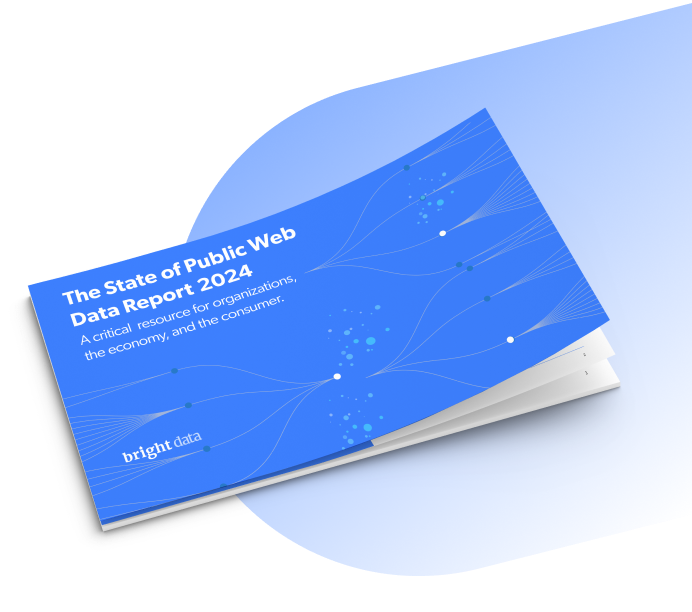 The State of Public Web
Data Report 2024
A critical resource for organizations,
the economy, and the consumer.
bright data